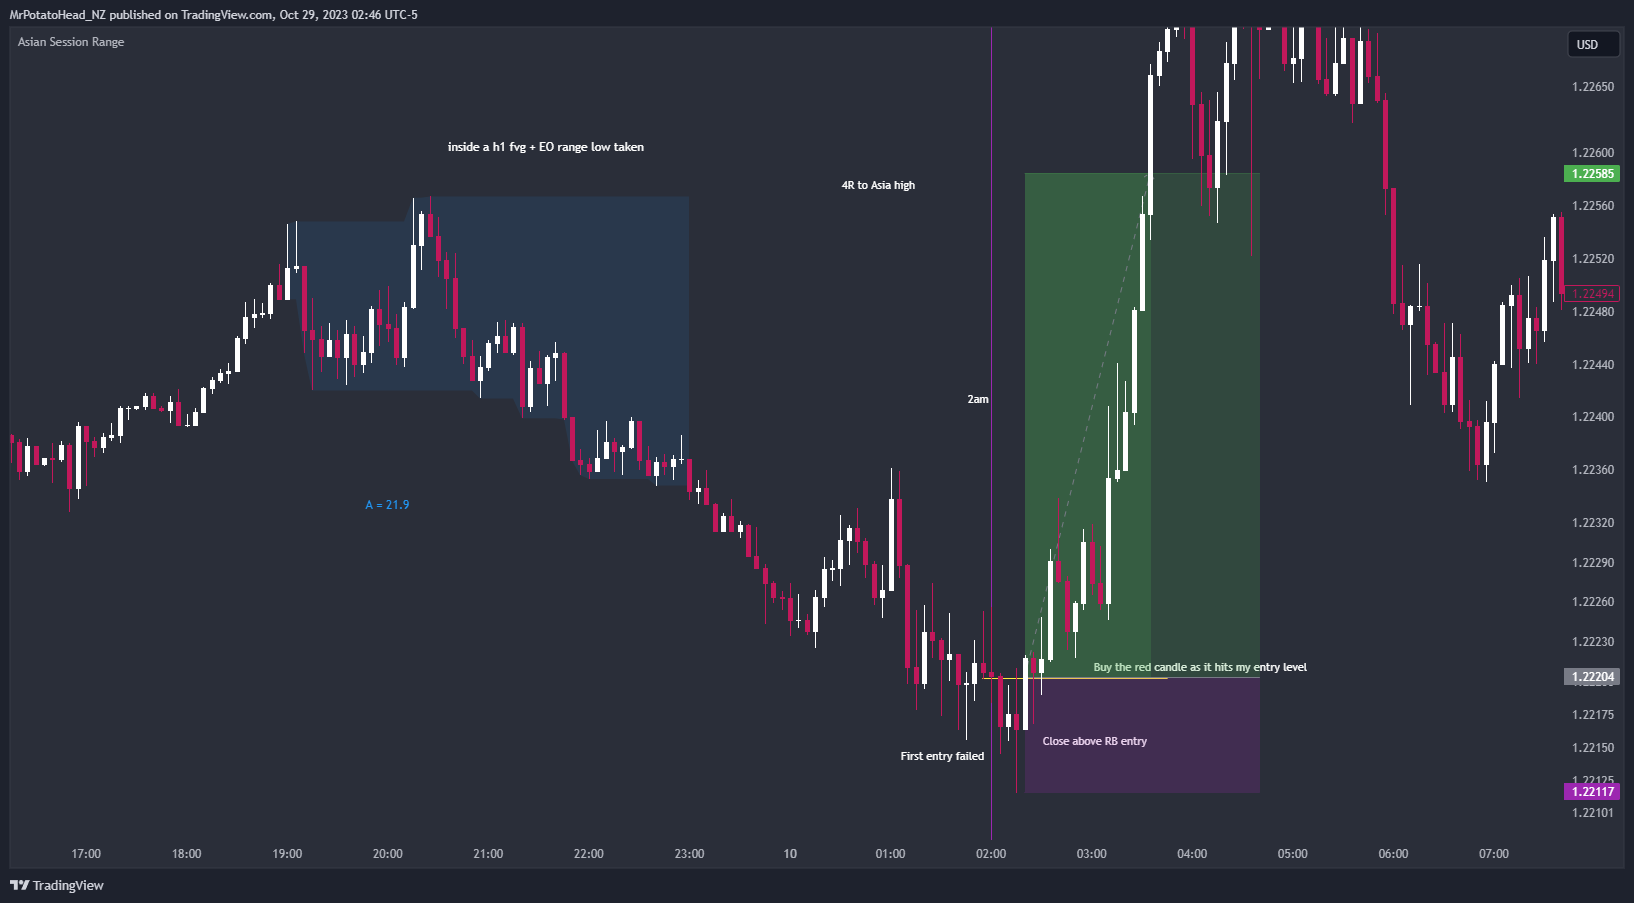 MrPotatoHead_NZ published on TradingView.com, Oct 29, 2023 02:46 UTC-5
Asian Session Range
USD
1.22650
inside a h1 fvg + EO range low taken
1.22600
1.22585
4R to Asia high
1.22560
1.22520
1.22494
1.22480
1.22440
2am
1.22400
1.22360
A = 21.9
1.22320
1.22290
1.22260
1.22230
Buy the red candle as it hits my entry level
1.22204
1.22175
Close above RB entry
1.22150
First entry failed
1.22125
1.22117
1.22101
17:00 18:00 19:00 20:00 21:00 22:00 23:00 10 01:00 02:00 03:00 04:00 05:00 06:00 07:00
TradingView